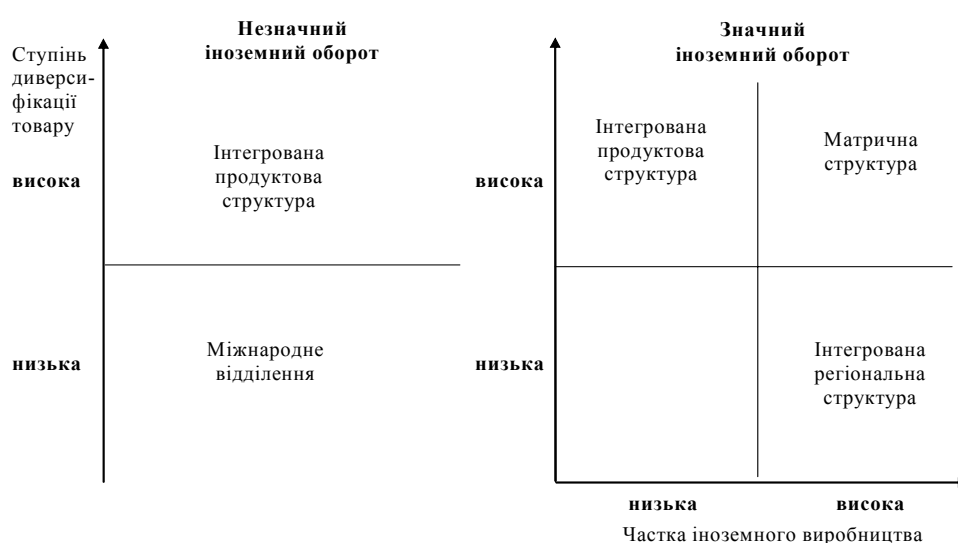 Незначний
іноземний оборот
Ступінь
диверси-
фікації
товару
висока
Інтегрована
продуктова
структура
низька
Міжнародне
відділення
Значний
іноземний оборот
висока
Інтегрована
продуктова
структура
Матрична
структура
низька
Інтегрована
регіональна
структура
низька
висока
Частка іноземного виробництва